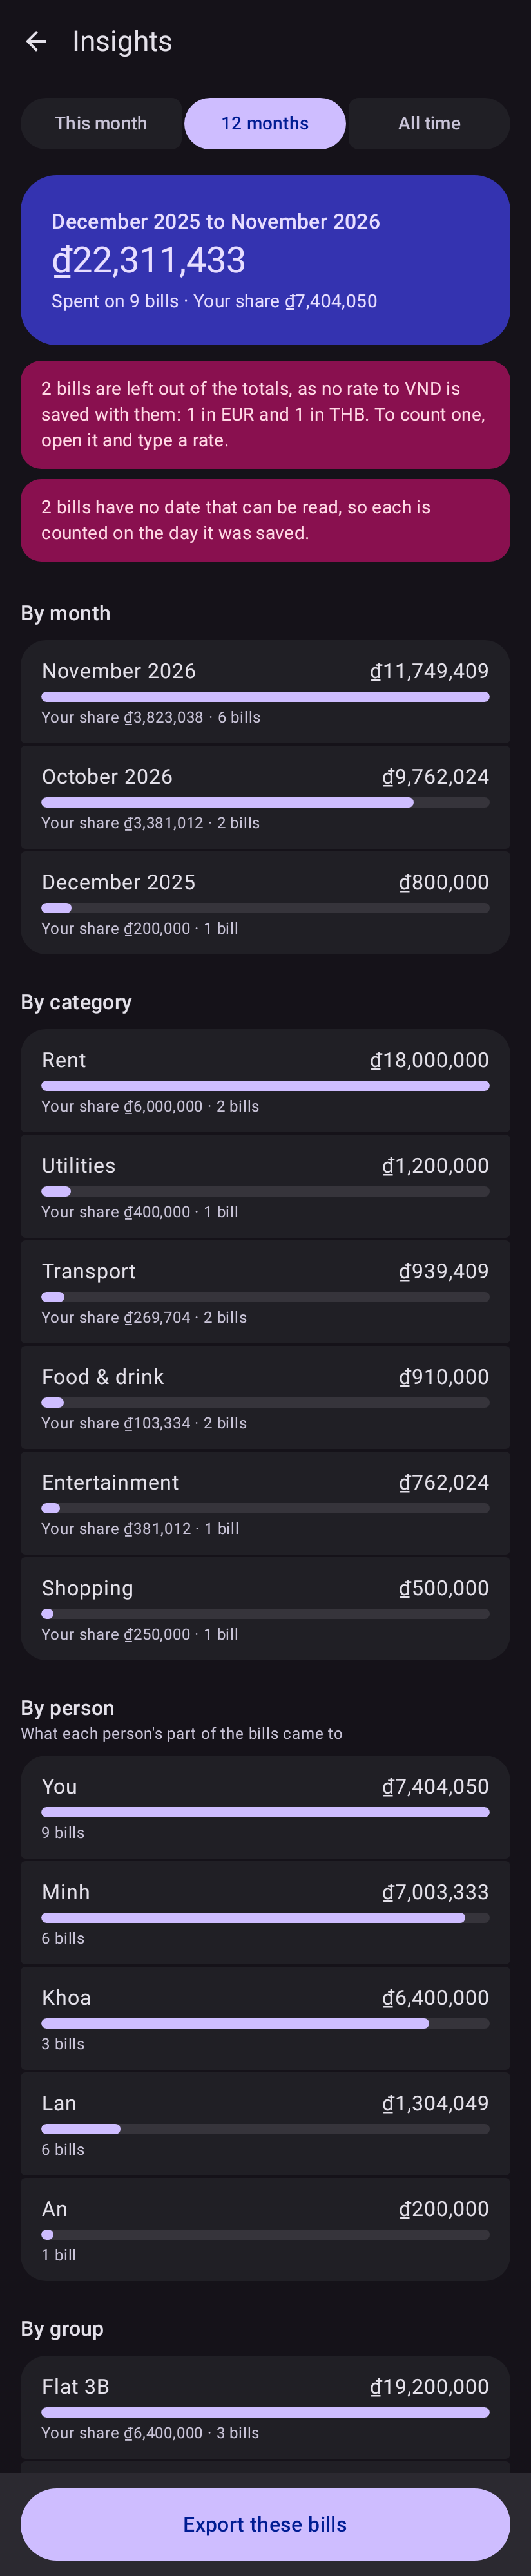 Insights
This month
12 months
All time
December 2025 to November 2026
₫22,311,433
Spent on 9 bills · Your share ₫7,404,050
2 bills are left out of the totals, as no rate to VND is
saved with them: 1 in EUR and 1 in THB. To count one,
open it and type a rate.
2 bills have no date that can be read, so each is
counted on the day it was saved.
By month
November 2026 ₫11,749,409
Your share ₫3,823,038 · 6 bills
October 2026 ₫9,762,024
Your share ₫3,381,012 · 2 bills
December 2025 ₫800,000
Your share ₫200,000 · 1 bill
By category
Rent ₫18,000,000
Your share ₫6,000,000 · 2 bills
Utilities ₫1,200,000
Your share ₫400,000 · 1 bill
Transport ₫939,409
Your share ₫269,704 · 2 bills
Food & drink ₫910,000
Your share ₫103,334 · 2 bills
Entertainment ₫762,024
Your share ₫381,012 · 1 bill
Shopping ₫500,000
Your share ₫250,000 · 1 bill
By person
What each person's part of the bills came to
You ₫7,404,050
9 bills
Minh ₫7,003,333
6 bills
Khoa ₫6,400,000
3 bills
Lan ₫1,304,049
6 bills
An ₫200,000
1 bill
By group
Flat 3B ₫19,200,000
Your share ₫6,400,000 · 3 bills
Export these bills